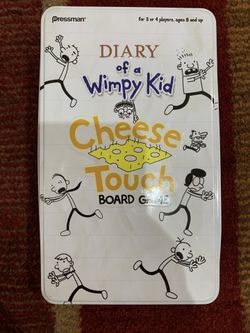 Pressman
for 3 or 4 players, ages 8 and up
DIARY
of a
Wimpy Kid
Cheese
Touch
BOARD GAME